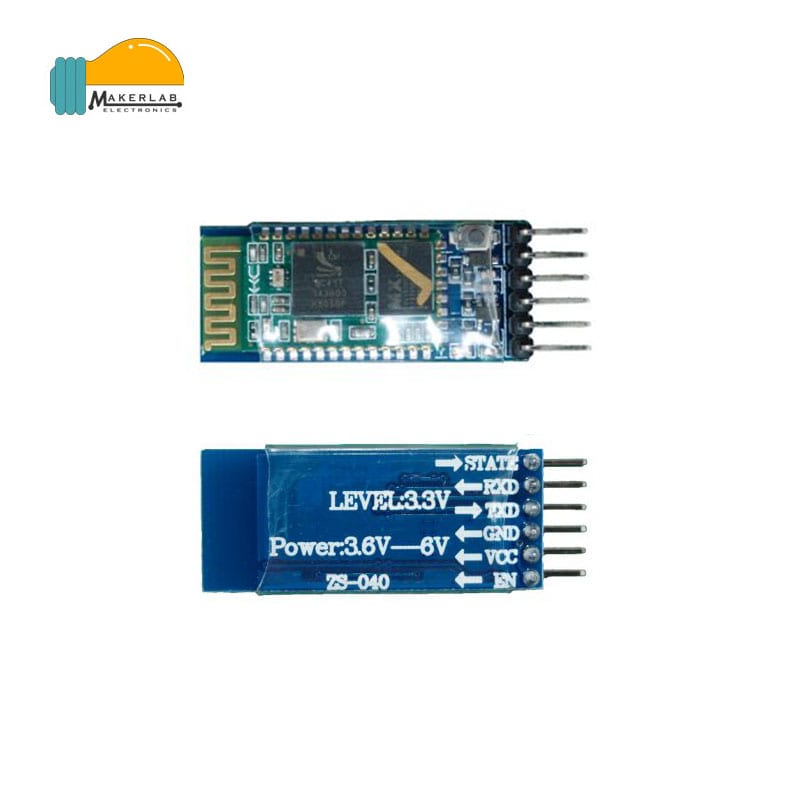 MAKERLAB
ELECTRONICS
STATE
RXD
LEVEL:3.3V
TXD
GND
Power:3.6V—6V
VCC
ZS-040
EN